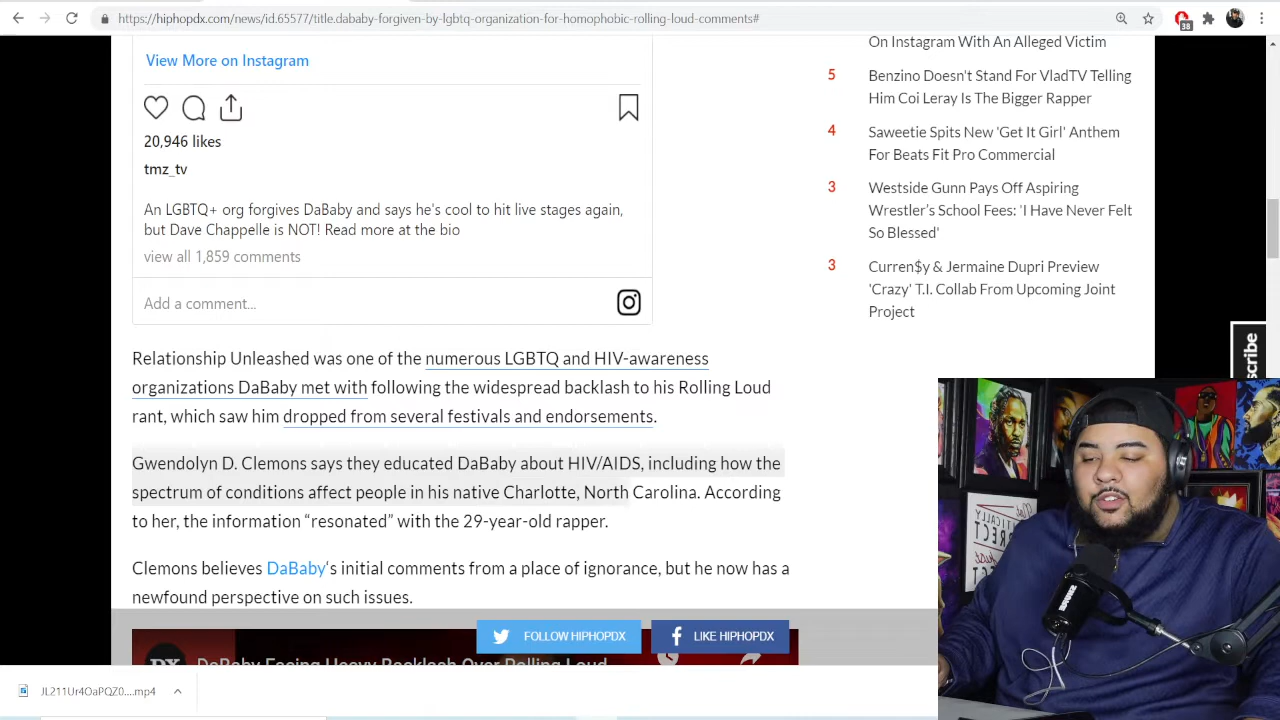 https://hiphopdx.com/news/id.65577/title.dababy-forgiven-by-lgbtq-organization-for-homophobic-rolling-loud-comments#
38
View More on Instagram
20,946 likes
tmz_tv
An LGBTQ+ org forgives DaBaby and says he's cool to hit live stages again,
but Dave Chappelle is NOT! Read more at the bio
view all 1,859 comments
Add a comment...
Relationship Unleashed was one of the numerous LGBTQ and HIV-awareness
organizations DaBaby met with following the widespread backlash to his Rolling Loud
rant, which saw him dropped from several festivals and endorsements.
Gwendolyn D. Clemons says they educated DaBaby about HIV/AIDS, including how the
spectrum of conditions affect people in his native Charlotte, North Carolina. According
to her, the information “resonated” with the 29-year-old rapper.
Clemons believes DaBaby‘s initial comments from a place of ignorance, but he now has a
newfound perspective on such issues.
DaBaby Facing Heavy Backlash Over Rolling Loud
FOLLOW HIPHOPDX
LIKE HIPHOPDX
On Instagram With An Alleged Victim
5
Benzino Doesn't Stand For VladTV Telling
Him Coi Leray Is The Bigger Rapper
4
Saweetie Spits New 'Get It Girl' Anthem
For Beats Fit Pro Commercial
3
Westside Gunn Pays Off Aspiring
Wrestler’s School Fees: 'I Have Never Felt
So Blessed'
3
Curren$y & Jermaine Dupri Preview
'Crazy' T.I. Collab From Upcoming Joint
Project
scribe
JL211Ur4OaPQZ0....mp4